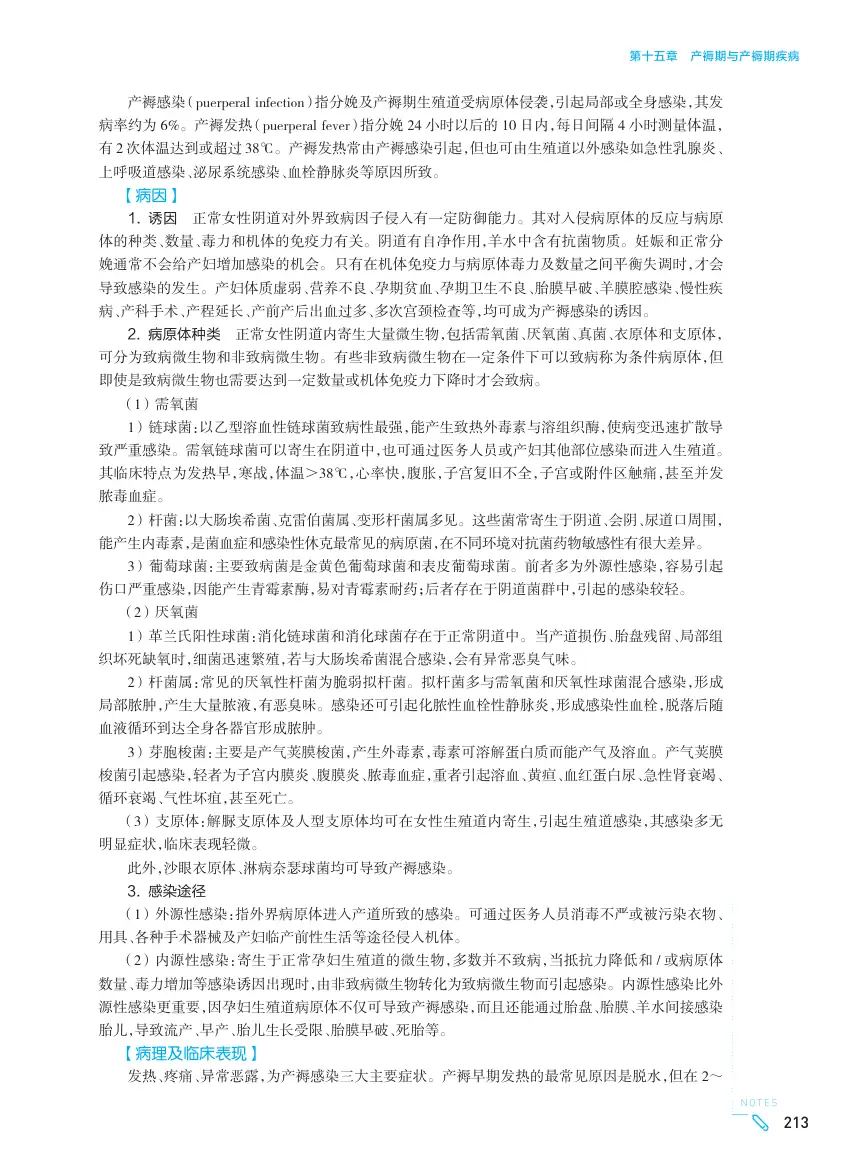 第十五章 产褥期与产褥期疾病
产褥感染(puerperal infection)指分娩及产褥期生殖道受病原体侵袭,引起局部或全身感染,其发
病率约为 6%。产褥发热(puerperal fever)指分娩 24 小时以后的 10 日内,每日间隔 4 小时测量体温,
有 2 次体温达到或超过 38℃。产褥发热常由产褥感染引起,但也可由生殖道以外感染如急性乳腺炎、
上呼吸道感染、泌尿系统感染、血栓静脉炎等原因所致。
【病因】
1. 诱因 正常女性阴道对外界致病因子侵入有一定防御能力。其对入侵病原体的反应与病原
体的种类、数量、毒力和机体的免疫力有关。阴道有自净作用,羊水中含有抗菌物质。妊娠和正常分
娩通常不会给产妇增加感染的机会。只有在机体免疫力与病原体毒力及数量之间平衡失调时,才会
导致感染的发生。产妇体质虚弱、营养不良、孕期贫血、孕期卫生不良、胎膜早破、羊膜腔感染、慢性疾
病、产科手术、产程延长、产前产后出血过多、多次宫颈检查等,均可成为产褥感染的诱因。
2. 病原体种类 正常女性阴道内寄生大量微生物,包括需氧菌、厌氧菌、真菌、衣原体和支原体,
可分为致病微生物和非致病微生物。有些非致病微生物在一定条件下可以致病称为条件病原体,但
即使是致病微生物也需要达到一定数量或机体免疫力下降时才会致病。
(1)需氧菌
1)链球菌:以乙型溶血性链球菌致病性最强,能产生致热外毒素与溶组织酶,使病变迅速扩散导
致严重感染。需氧链球菌可以寄生在阴道中,也可通过医务人员或产妇其他部位感染而进入生殖道。
其临床特点为发热早,寒战,体温>38℃,心率快,腹胀,子宫复旧不全,子宫或附件区触痛,甚至并发
脓毒血症。
2)杆菌:以大肠埃希菌、克雷伯菌属、变形杆菌属多见。这些菌常寄生于阴道、会阴、尿道口周围,
能产生内毒素,是菌血症和感染性休克最常见的病原菌,在不同环境对抗菌药物敏感性有很大差异。
3)葡萄球菌:主要致病菌是金黄色葡萄球菌和表皮葡萄球菌。前者多为外源性感染,容易引起
伤口严重感染,因能产生青霉素酶,易对青霉素耐药;后者存在于阴道菌群中,引起的感染较轻。
(2)厌氧菌
1)革兰氏阳性球菌:消化链球菌和消化球菌存在于正常阴道中。当产道损伤、胎盘残留、局部组
织坏死缺氧时,细菌迅速繁殖,若与大肠埃希菌混合感染,会有异常恶臭气味。
2)杆菌属:常见的厌氧性杆菌为脆弱拟杆菌。拟杆菌多与需氧菌和厌氧性球菌混合感染,形成
局部脓肿,产生大量脓液,有恶臭味。感染还可引起化脓性血栓性静脉炎,形成感染性血栓,脱落后随
血液循环到达全身各器官形成脓肿。
3)芽胞梭菌:主要是产气荚膜梭菌,产生外毒素,毒素可溶解蛋白质而能产气及溶血。产气荚膜
梭菌引起感染,轻者为子宫内膜炎、腹膜炎、脓毒血症,重者引起溶血、黄疸、血红蛋白尿、急性肾衰竭、
循环衰竭、气性坏疽,甚至死亡。
(3)支原体:解脲支原体及人型支原体均可在女性生殖道内寄生,引起生殖道感染,其感染多无
明显症状,临床表现轻微。
此外,沙眼衣原体、淋病奈瑟球菌均可导致产褥感染。
3. 感染途径
(1)外源性感染:指外界病原体进入产道所致的感染。可通过医务人员消毒不严或被污染衣物、
用具、各种手术器械及产妇临产前性生活等途径侵入机体。
(2)内源性感染:寄生于正常孕妇生殖道的微生物,多数并不致病,当抵抗力降低和 / 或病原体
数量、毒力增加等感染诱因出现时,由非致病微生物转化为致病微生物而引起感染。内源性感染比外
源性感染更重要,因孕妇生殖道病原体不仅可导致产褥感染,而且还能通过胎盘、胎膜、羊水间接感染
胎儿,导致流产、早产、胎儿生长受限、胎膜早破、死胎等。
【病理及临床表现】
发热、疼痛、异常恶露,为产褥感染三大主要症状。产褥早期发热的最常见原因是脱水,但在 2～
NOTES
213